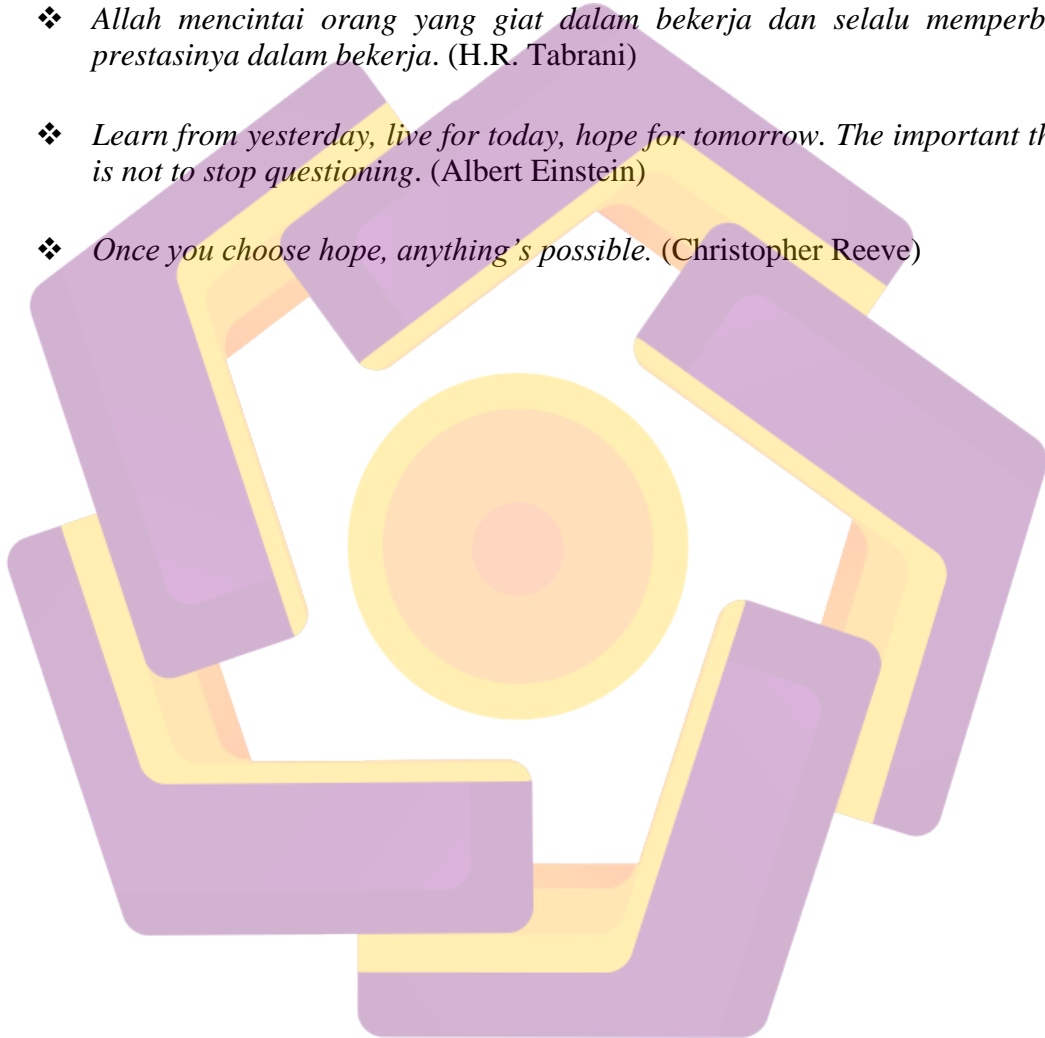 ❖ Allah mencintai orang yang giat dalam bekerja dan selalu memperb
prestasinya dalam bekerja. (H.R. Tabrani)
❖ Learn from yesterday, live for today, hope for tomorrow. The important th
is not to stop questioning. (Albert Einstein)
❖ Once you choose hope, anything’s possible. (Christopher Reeve)